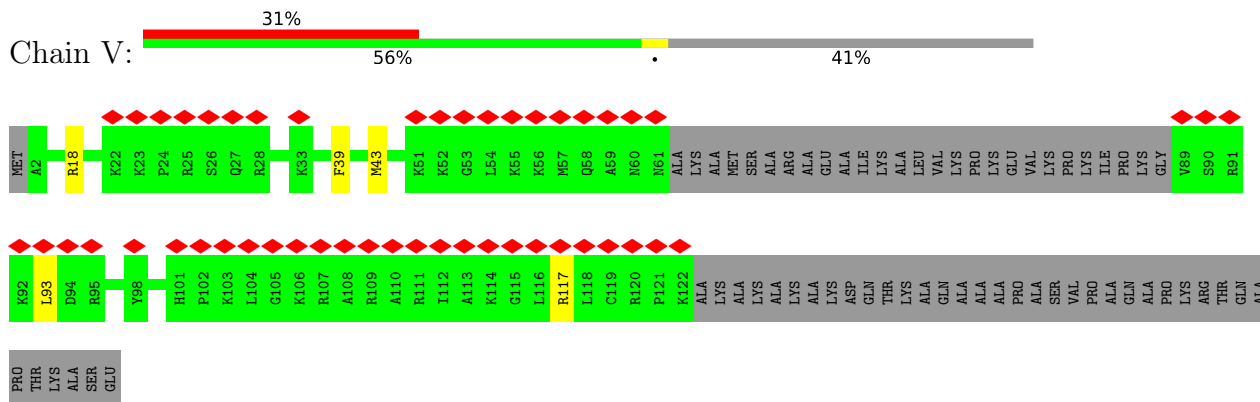 31%
Chain V:
56% • 41%
MET A2 R18 K22 K23 P24 R25 S26 Q27 R28 K33 F39 M43 K51 K52 G53 L54 K55 K56 M57 Q58 A59 N60 N61 ALA LYS ALA MET SER ALA ARG ALA GLU ALA ILE LYS ALA LEU VAL LYS PRO LYS GLU VAL LYS PRO LYS ILE PRO LYS GLY V89 S90 R91
K92 L93 D94 R95 Y98 H101 P102 K103 L104 G105 K106 R107 A108 R109 A110 R111 I112 A113 K114 G115 L116 R117 L118 C119 R120 P121 K122 ALA LYS ALA LYS ALA LYS ALA LYS ASP GLN THR LYS ALA GLN ALA ALA ALA PRO ALA SER VAL PRO ALA GLN ALA PRO LYS ARG THR GLN ALA
PRO THR LYS ALA SER GLU